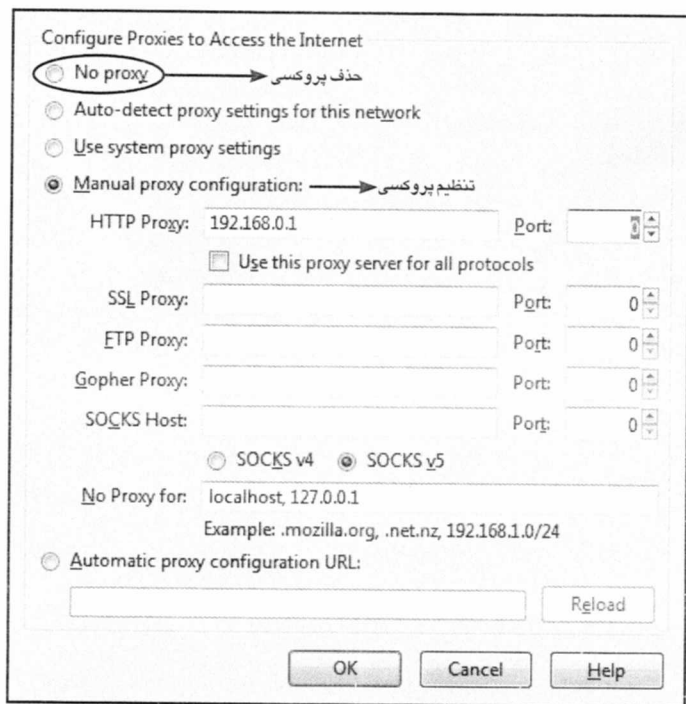 Configure Proxies to Access the Internet
No proxy حذف پروکسی
Auto-detect proxy settings for this network
Use system proxy settings
Manual proxy configuration: تنظیم پروکسی
HTTP Proxy: 192.168.0.1 Port: 0
Use this proxy server for all protocols
SSL Proxy: Port: 0
FTP Proxy: Port: 0
Gopher Proxy: Port: 0
SOCKS Host: Port: 0
SOCKS v4 SOCKS v5
No Proxy for: localhost, 127.0.0.1
Example: .mozilla.org, .net.nz, 192.168.1.0/24
Automatic proxy configuration URL:
Reload
OK Cancel Help